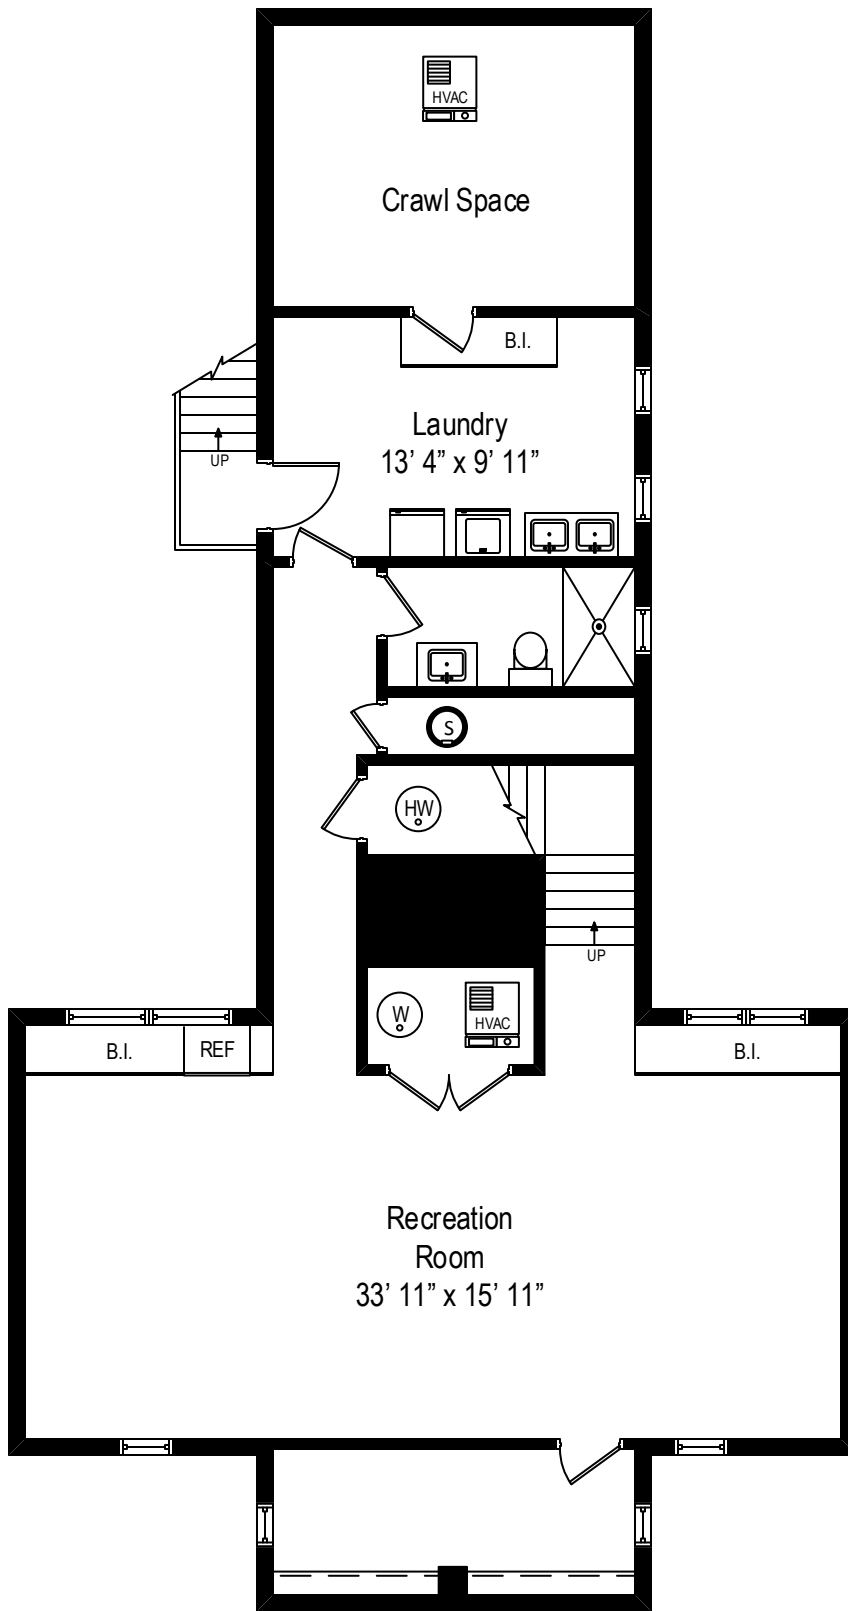 HVAC
Crawl Space
B.I.
Laundry
13’ 4” x 9’ 11”
UP
S
HW
UP
W
HVAC
B.I.
REF
B.I.
Recreation
Room
33’ 11” x 15’ 11”